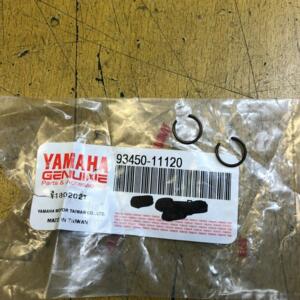 YAMAHA
93450-11120
GENUINE
Parts & Accessories
YAMAHA MOTOR TAIWAN CO., LTD.
MADE IN TAIWAN